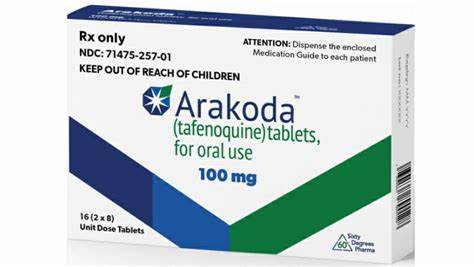 Rx only
NDC: 71475-257-01
KEEP OUT OF REACH OF CHILDREN
ATTENTION: Dispense the enclosed
Medication Guide to each patient
Arakoda™
(tafenoquine) tablets,
for oral use
100 mg
16 (2 x 8)
Unit Dose Tablets
60°
Sixty
Degrees
Pharma